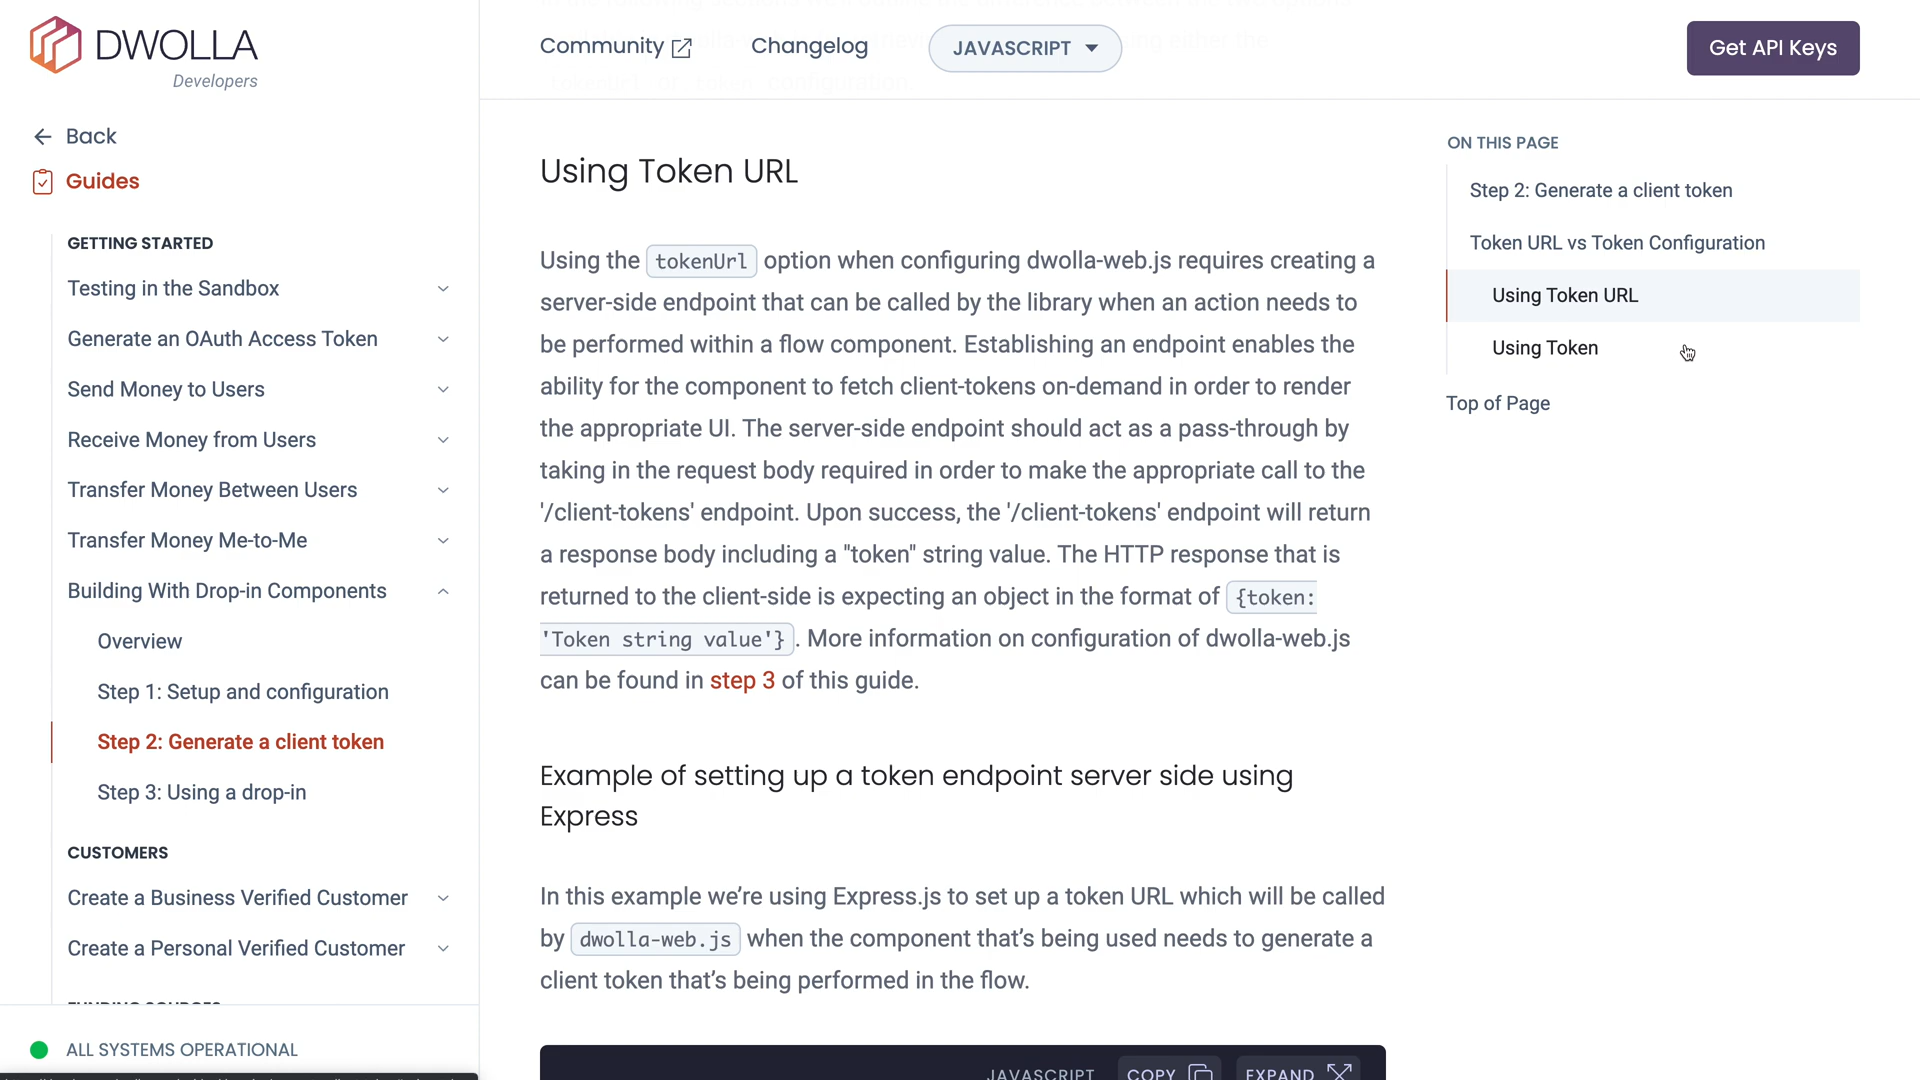 DWOLLA
Developers
Community
Changelog
JAVASCRIPT
Get API Keys
Back
Guides
GETTING STARTED
Testing in the Sandbox
Generate an OAuth Access Token
Send Money to Users
Receive Money from Users
Transfer Money Between Users
Transfer Money Me-to-Me
Building With Drop-in Components
Overview
Step 1: Setup and configuration
Step 2: Generate a client token
Step 3: Using a drop-in
CUSTOMERS
Create a Business Verified Customer
Create a Personal Verified Customer
FUNDING SOURCES
ALL SYSTEMS OPERATIONAL
Using Token URL
Using the tokenUrl option when configuring dwolla-web.js requires creating a
server-side endpoint that can be called by the library when an action needs to
be performed within a flow component. Establishing an endpoint enables the
ability for the component to fetch client-tokens on-demand in order to render
the appropriate UI. The server-side endpoint should act as a pass-through by
taking in the request body required in order to make the appropriate call to the
'/client-tokens' endpoint. Upon success, the '/client-tokens' endpoint will return
a response body including a "token" string value. The HTTP response that is
returned to the client-side is expecting an object in the format of {token:
'Token string value'}. More information on configuration of dwolla-web.js
can be found in step 3 of this guide.
Example of setting up a token endpoint server side using
Express
In this example we’re using Express.js to set up a token URL which will be called
by dwolla-web.js when the component that’s being used needs to generate a
client token that’s being performed in the flow.
JAVASCRIPT
COPY
EXPAND
ON THIS PAGE
Step 2: Generate a client token
Token URL vs Token Configuration
Using Token URL
Using Token
Top of Page